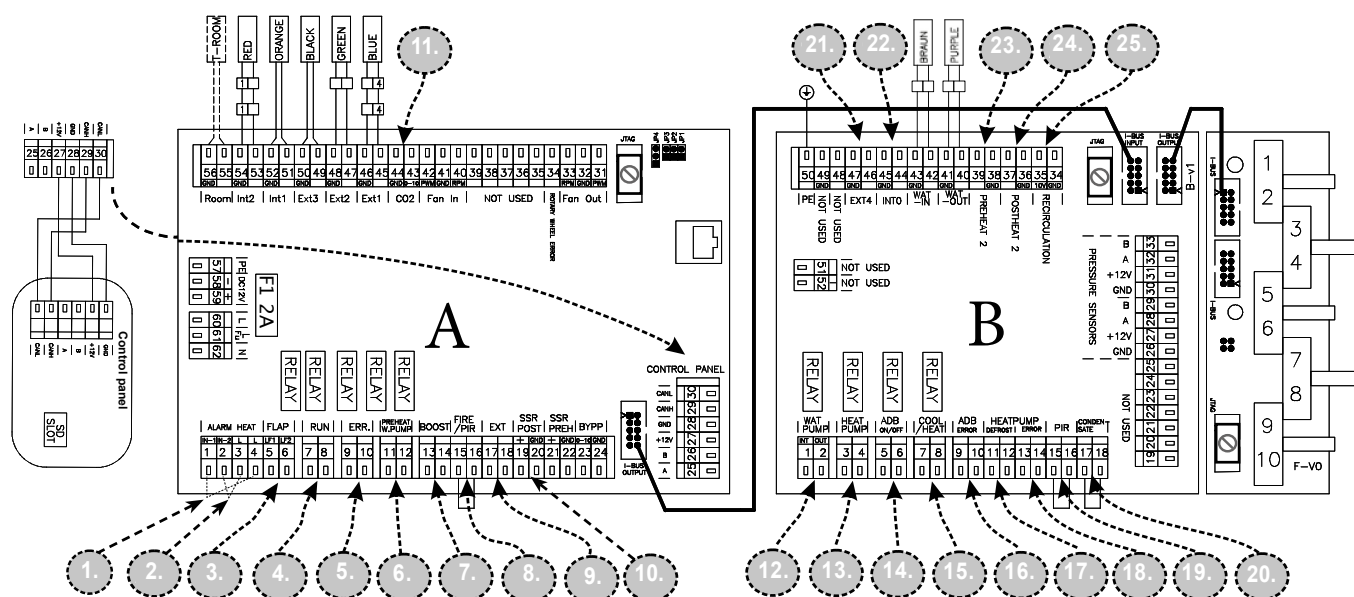 T-ROOM RED ORANGE BLACK GREEN BLUE
11.
21. 22. BRAUN PURPLE 23. 24. 25.
1 1 4 4
A B +12V GND CANH CANL
25 26 27 28 29 30
56 55 54 53 52 51 50 49 48 47 46 45 44 43 42 41 40 39 38 37 36 35 34 33 32 31
GND GND GND GND GND GND GND 0-10 PWM GND RPM RPM GND PWM
Room Int2 Int1 Ext3 Ext2 Ext1 CO2 Fan In NOT USED ROTARY WHEEL ERROR Fan Out
JP4 JP3 JP2 JP1
JTAG
50 49 48 47 46 45 44 43 42 41 40 39 38 37 36 35 34
GND GND GND GND GND GND GND 10V GND
PE NOT USED NOT USED EXT4 INT0 WAT -IN WAT -OUT PREHEAT 2 POSTHEAT 2 RECIRCULATION
JTAG
I-BUS INPUT
I-BUS OUTPUT
B-v1
57 58 59
PE - + DC12V
60 61 62
L L N Fu
F1 2A
A
51 NOT USED
52 NOT USED
B
PRESSURE SENSORS
B 33
A 32
+12V 31
GND 30
B 29
A 28
+12V 27
GND 26
25
24
23
22
21
20
19
NOT USED
I-BUS
I-BUS
JTAG
1
2
3
4
5
6
7
8
9
10
F-V0
CANL CANH A B +12V GND
Control panel
SD SLOT
RELAY RELAY RELAY RELAY RELAY
CONTROL PANEL
CANL 30
CANH 29
GND 28
+12V 27
B 26
A 25
ALARM HEAT FLAP RUN ERR. PREHEAT W.PUMP BOOST FIRE /PIR EXT SSR POST SSR PREH BYPP
IN-1 IN-2 L L LF1 LF2 + GND + GND 0-10 GND
1 2 3 4 5 6 7 8 9 10 11 12 13 14 15 16 17 18 19 20 21 22 23 24
I-BUS OUTPUT
RELAY RELAY RELAY RELAY
WAT PUMP HEAT PUMP ADB ON/OFF COOL /HEAT ADB ERROR HEATPUMP DEFROST ERROR PIR CONDEN SATE
INT OUT
1 2 3 4 5 6 7 8 9 10 11 12 13 14 15 16 17 18
1. 2. 3. 4. 5. 6. 7. 8. 9. 10.
12. 13. 14. 15. 16. 17. 18. 19. 20.